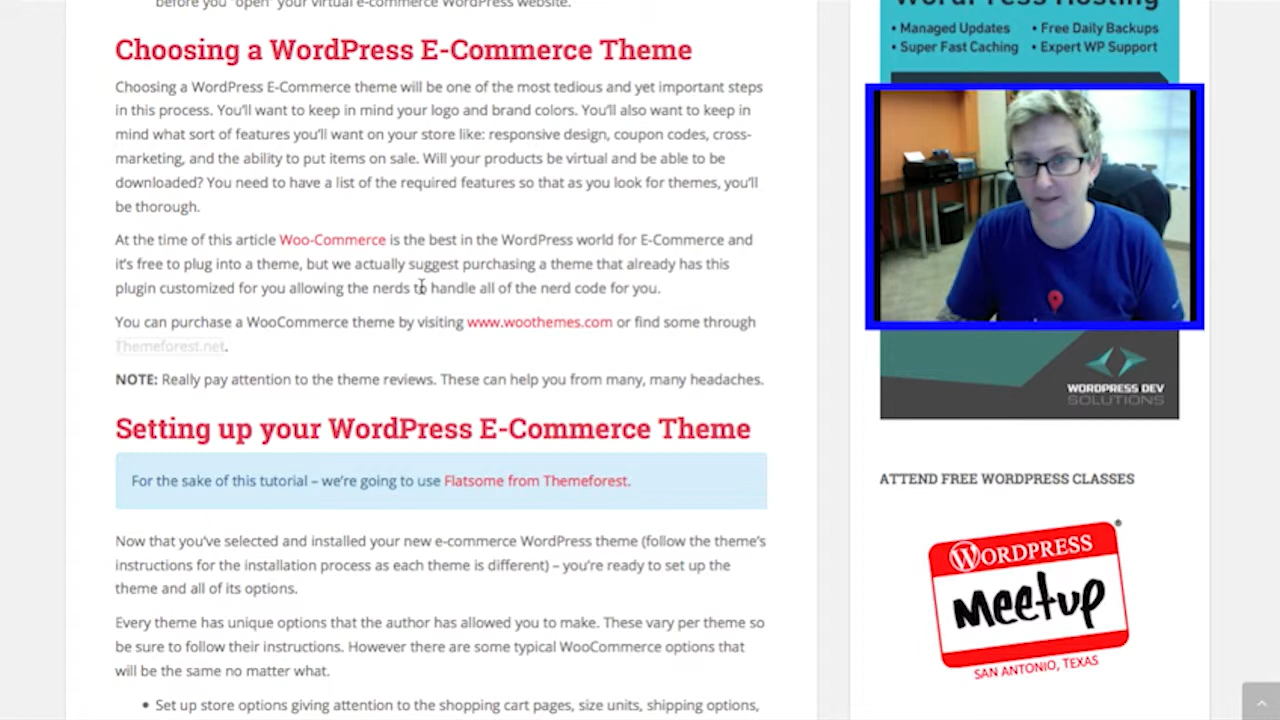 before you "open" your virtual e-commerce WordPress website.
Choosing a WordPress E-Commerce Theme
Choosing a WordPress E-Commerce theme will be one of the most tedious and yet important steps
in this process. You'll want to keep in mind your logo and brand colors. You'll also want to keep in
mind what sort of features you'll want on your store like: responsive design, coupon codes, cross-
marketing, and the ability to put items on sale. Will your products be virtual and be able to be
downloaded? You need to have a list of the required features so that as you look for themes, you'll
be thorough.
At the time of this article Woo-Commerce is the best in the WordPress world for E-Commerce and
it's free to plug into a theme, but we actually suggest purchasing a theme that already has this
plugin customized for you allowing the nerds to handle all of the nerd code for you.
You can purchase a WooCommerce theme by visiting www.woothemes.com or find some through
Themeforest.net.
NOTE: Really pay attention to the theme reviews. These can help you from many, many headaches.
Setting up your WordPress E-Commerce Theme
For the sake of this tutorial – we're going to use Flatsome from Themeforest.
Now that you've selected and installed your new e-commerce WordPress theme (follow the theme's
instructions for the installation process as each theme is different) – you're ready to set up the
theme and all of its options.
Every theme has unique options that the author has allowed you to make. These vary per theme so
be sure to follow their instructions. However there are some typical WooCommerce options that
will be the same no matter what.
• Set up store options giving attention to the shopping cart pages, size units, shipping options,
WordPress Hosting
• Managed Updates • Free Daily Backups
• Super Fast Caching • Expert WP Support
WORDPRESS DEV
SOLUTIONS
ATTEND FREE WORDPRESS CLASSES
WORDPRESS ®
meetup
SAN ANTONIO, TEXAS